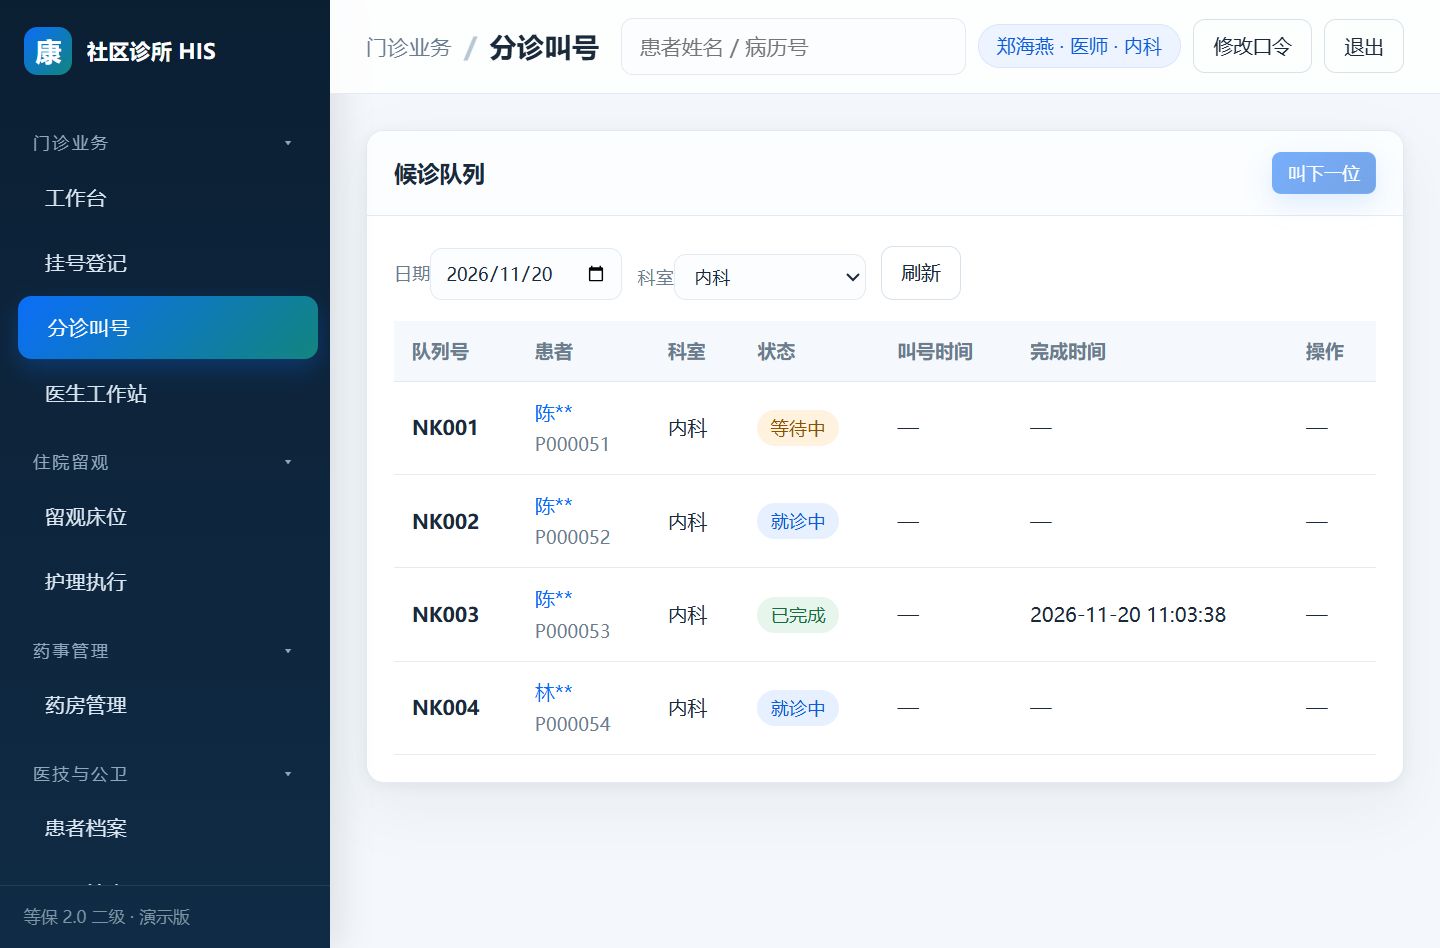 康 社区诊所 HIS
门诊业务
工作台
挂号登记
分诊叫号
医生工作站
住院留观
留观床位
护理执行
药事管理
药房管理
医技与公卫
患者档案
等保 2.0 二级 · 演示版
门诊业务 / 分诊叫号 患者姓名 / 病历号 郑海燕 · 医师 · 内科 修改口令 退出
候诊队列 叫下一位
日期 2026/11/20 科室 内科 刷新
队列号 患者 科室 状态 叫号时间 完成时间 操作
NK001 陈** P000051 内科 等待中 — — —
NK002 陈** P000052 内科 就诊中 — — —
NK003 陈** P000053 内科 已完成 — 2026-11-20 11:03:38 —
NK004 林** P000054 内科 就诊中 — — —